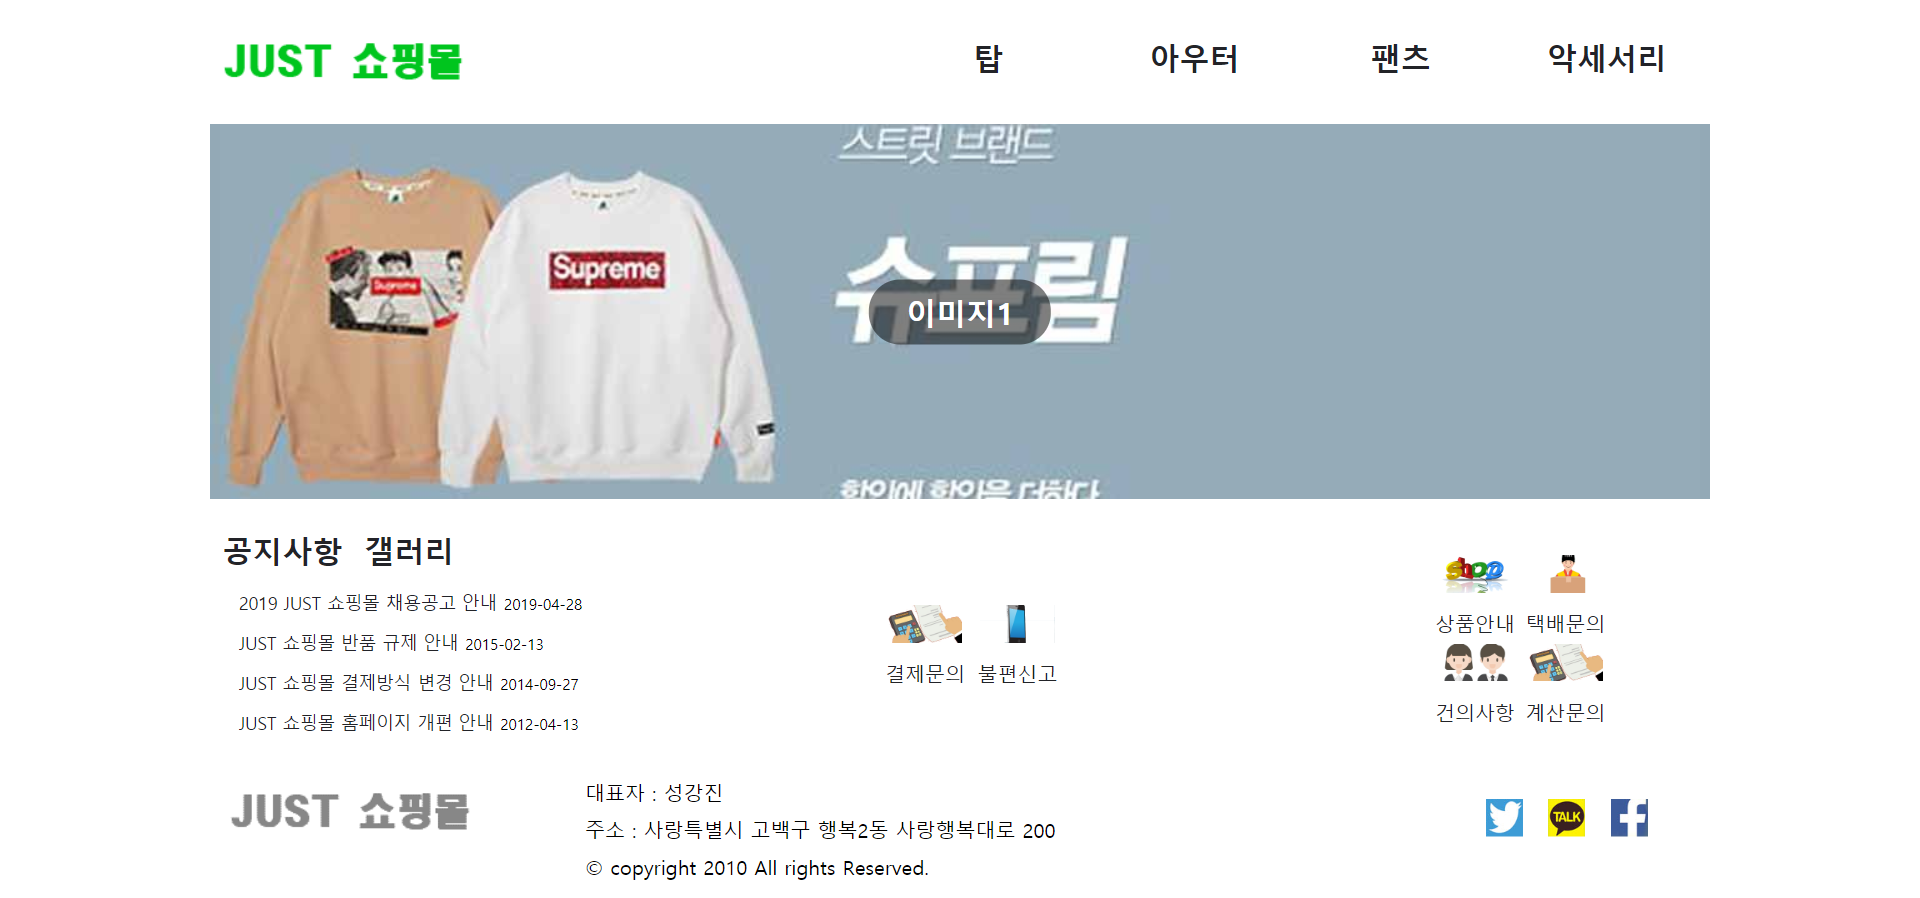 JUST 쇼핑몰
탑 아우터 팬츠 악세서리
스트릿 브랜드
수프림
이미지1
Supreme
Supreme
할인에 할인을 더하다
공지사항 갤러리
2019 JUST 쇼핑몰 채용공고 안내 2019-04-28
JUST 쇼핑몰 반품 규제 안내 2015-02-13
JUST 쇼핑몰 결제방식 변경 안내 2014-09-27
JUST 쇼핑몰 홈페이지 개편 안내 2012-04-13
결제문의 불편신고
shop
상품안내 택배문의
건의사항 계산문의
JUST 쇼핑몰
대표자 : 성강진
주소 : 사랑특별시 고백구 행복2동 사랑행복대로 200
© copyright 2010 All rights Reserved.
TALK